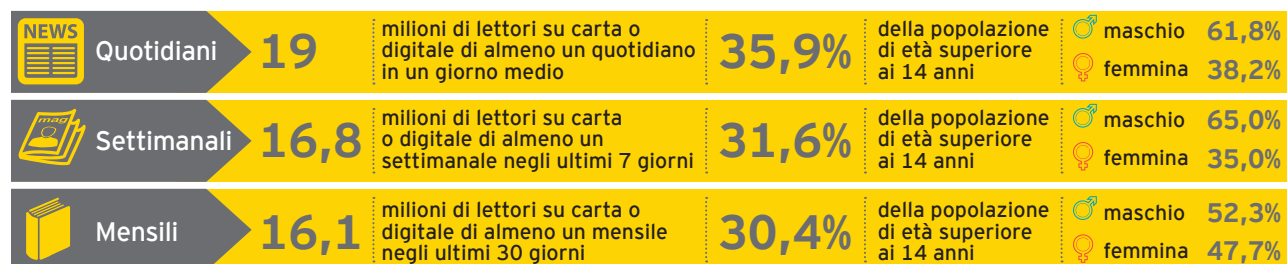 NEWS
Quotidiani
19
milioni di lettori su carta o
digitale di almeno un quotidiano
in un giorno medio
35,9%
della popolazione
di età superiore
ai 14 anni
maschio 61,8%
femmina 38,2%
mag
Settimanali
16,8
milioni di lettori su carta
o digitale di almeno un
settimanale negli ultimi 7 giorni
31,6%
della popolazione
di età superiore
ai 14 anni
maschio 65,0%
femmina 35,0%
Mensili
16,1
milioni di lettori su carta o
digitale di almeno un mensile
negli ultimi 30 giorni
30,4%
della popolazione
di età superiore
ai 14 anni
maschio 52,3%
femmina 47,7%